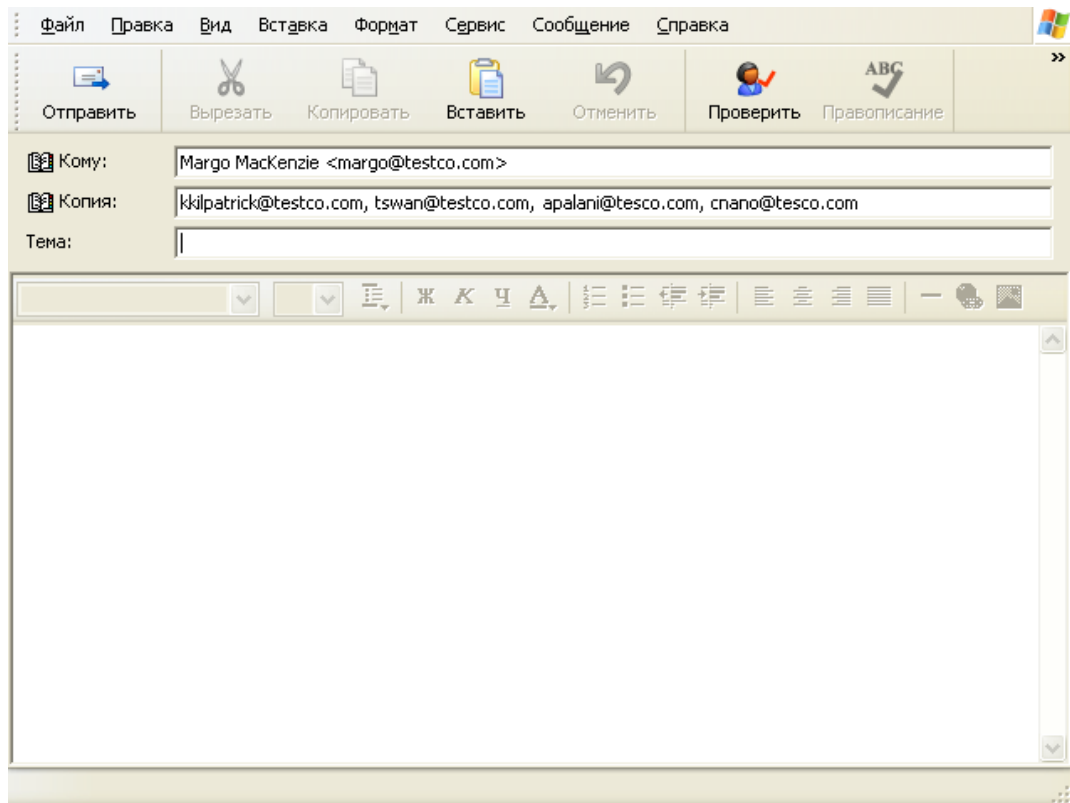 Файл Правка Вид Вставка Формат Сервис Сообщение Справка
ABC »
Отправить Вырезать Копировать Вставить Отменить Проверить Правописание
Кому: Margo MacKenzie <margo@testco.com>
Копия: kkilpatrick@testco.com, tswan@testco.com, apalani@tesco.com, cnano@tesco.com
Тема:
Ж К Ч А